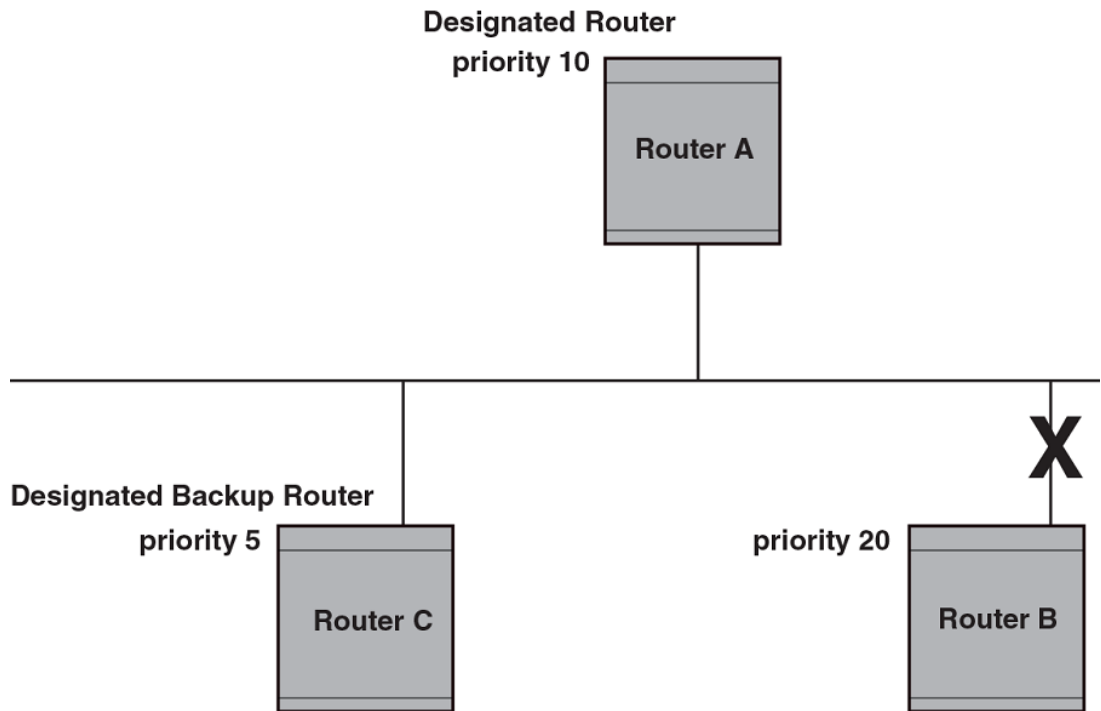 Designated Router
priority 10
Router A
X
Designated Backup Router
priority 5
priority 20
Router C
Router B